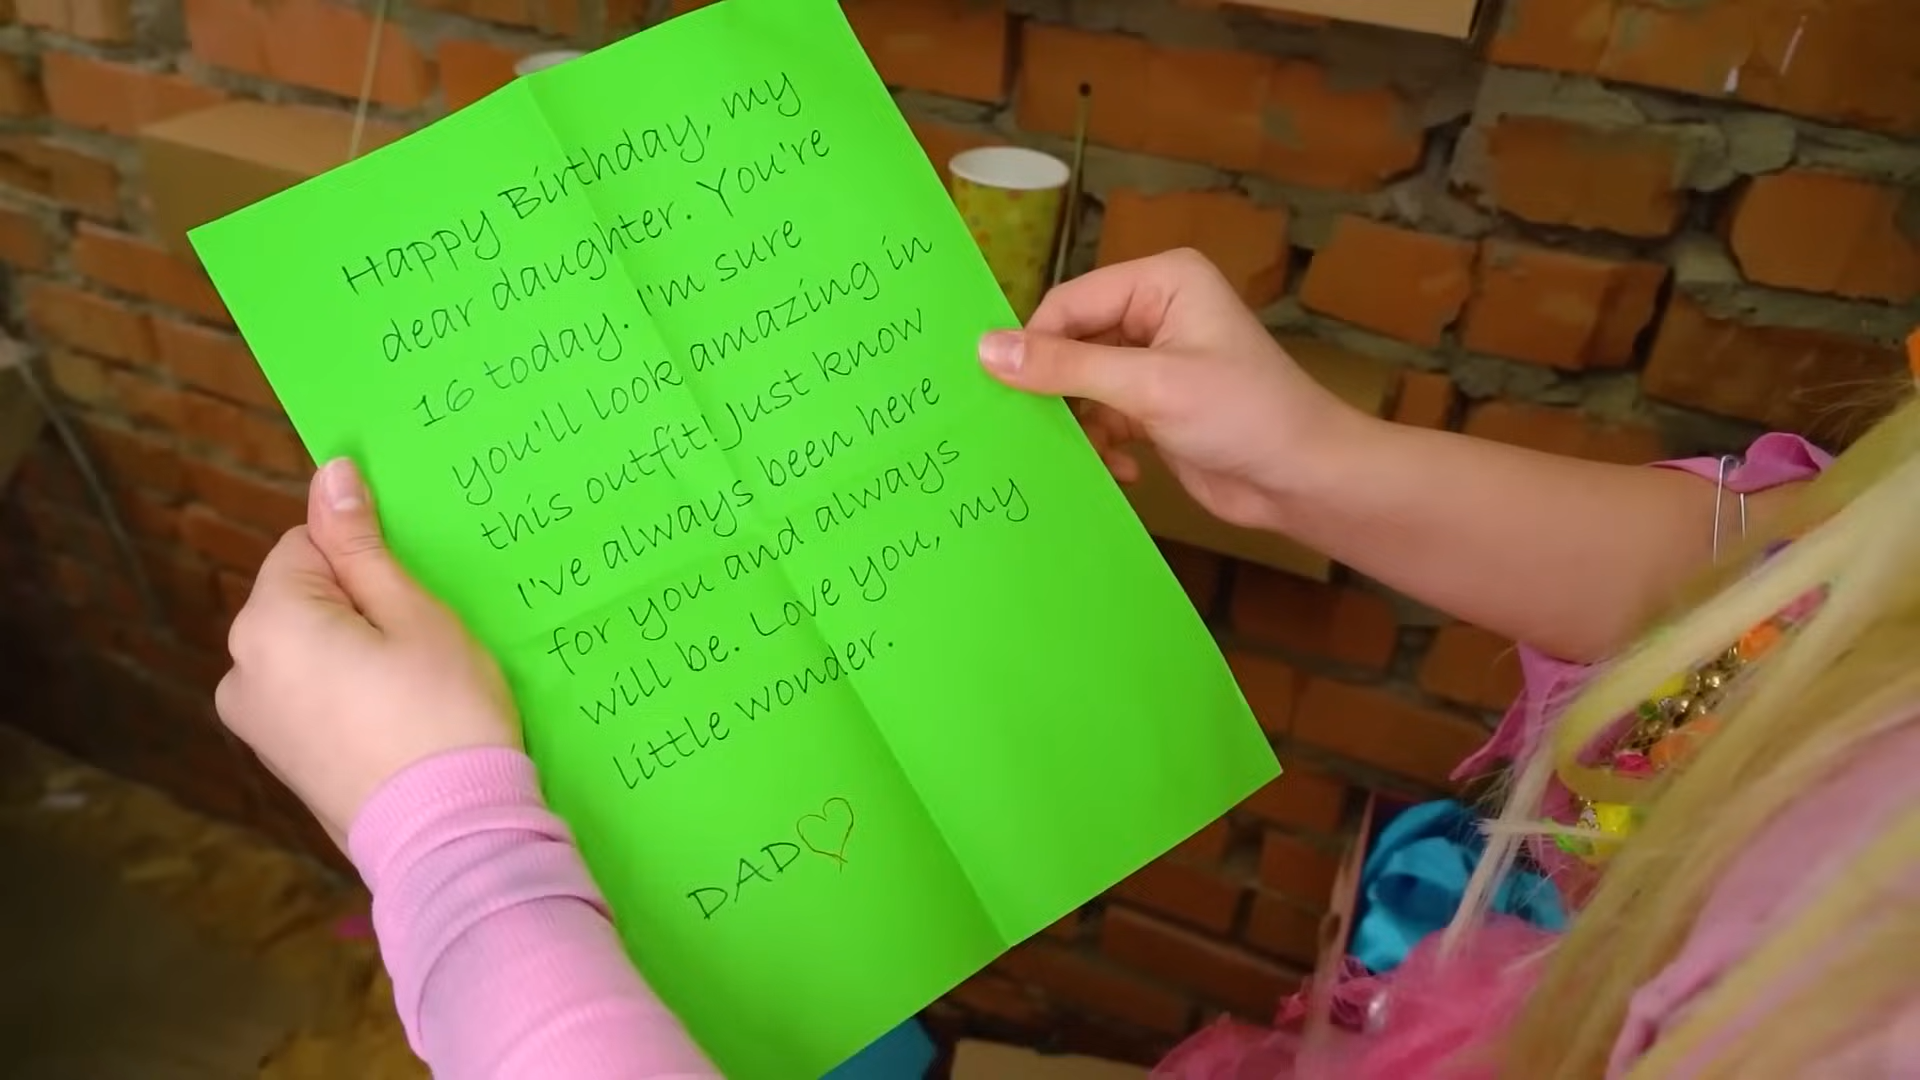 Happy Birthday, my
dear daughter. You're
16 today. I'm sure
you'll look amazing in
this outfit! Just know
I've always been here
for you and always
will be. Love you, my
little wonder.
DAD♡